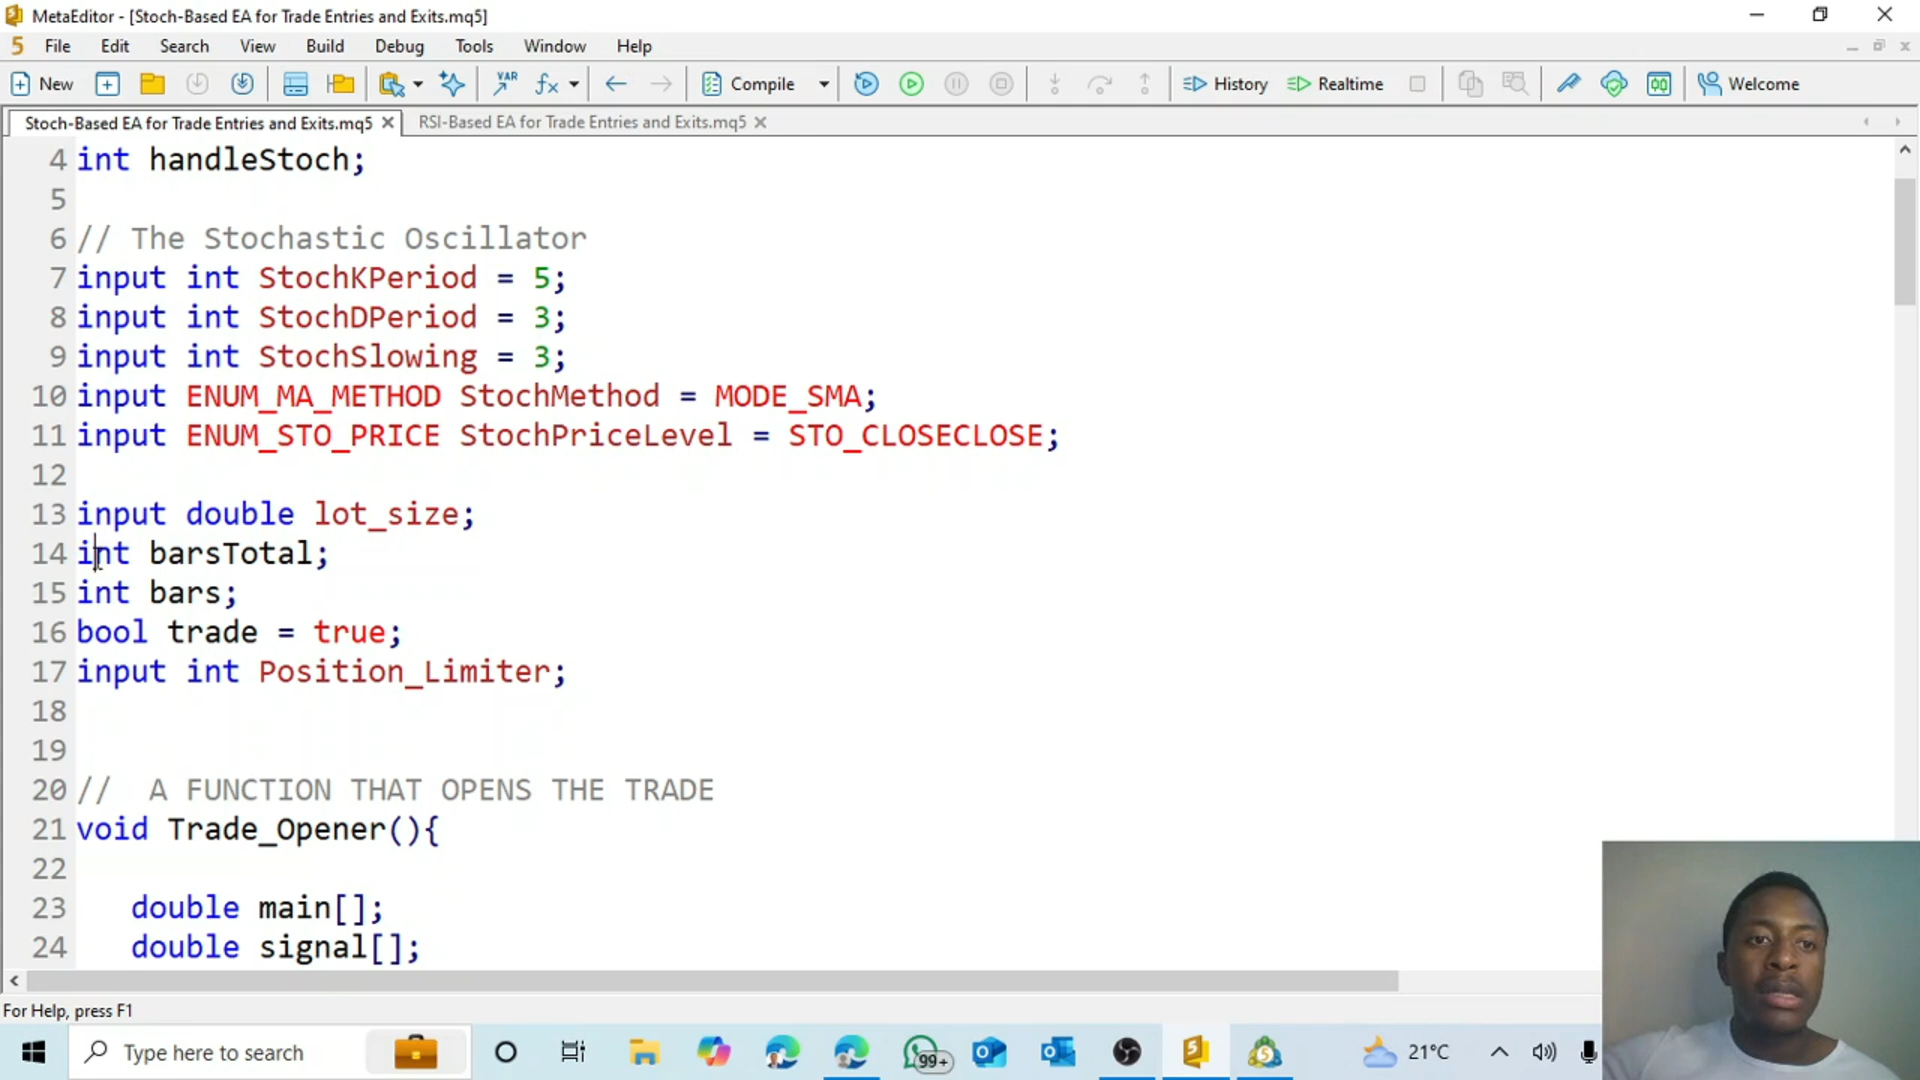 MetaEditor - [Stoch-Based EA for Trade Entries and Exits.mq5]
5 File Edit Search View Build Debug Tools Window Help
New VAR fx Compile History Realtime Welcome
Stoch-Based EA for Trade Entries and Exits.mq5 RSI-Based EA for Trade Entries and Exits.mq5
4 int handleStoch;
5
6 // The Stochastic Oscillator
7 input int StochKPeriod = 5;
8 input int StochDPeriod = 3;
9 input int StochSlowing = 3;
10 input ENUM_MA_METHOD StochMethod = MODE_SMA;
11 input ENUM_STO_PRICE StochPriceLevel = STO_CLOSECLOSE;
12
13 input double lot_size;
14 int barsTotal;
15 int bars;
16 bool trade = true;
17 input int Position_Limiter;
18
19
20 //  A FUNCTION THAT OPENS THE TRADE
21 void Trade_Opener(){
22
23    double main[];
24    double signal[];
For Help, press F1
Type here to search 99+ 21°C